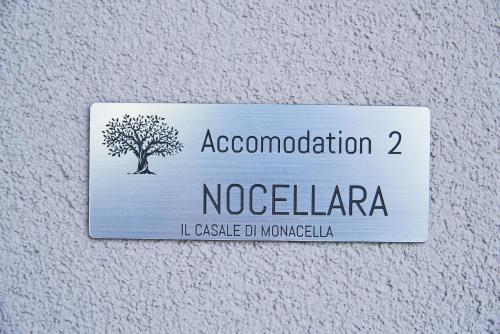 Accomodation 2
NOCELLARA
IL CASALE DI MONACELLA